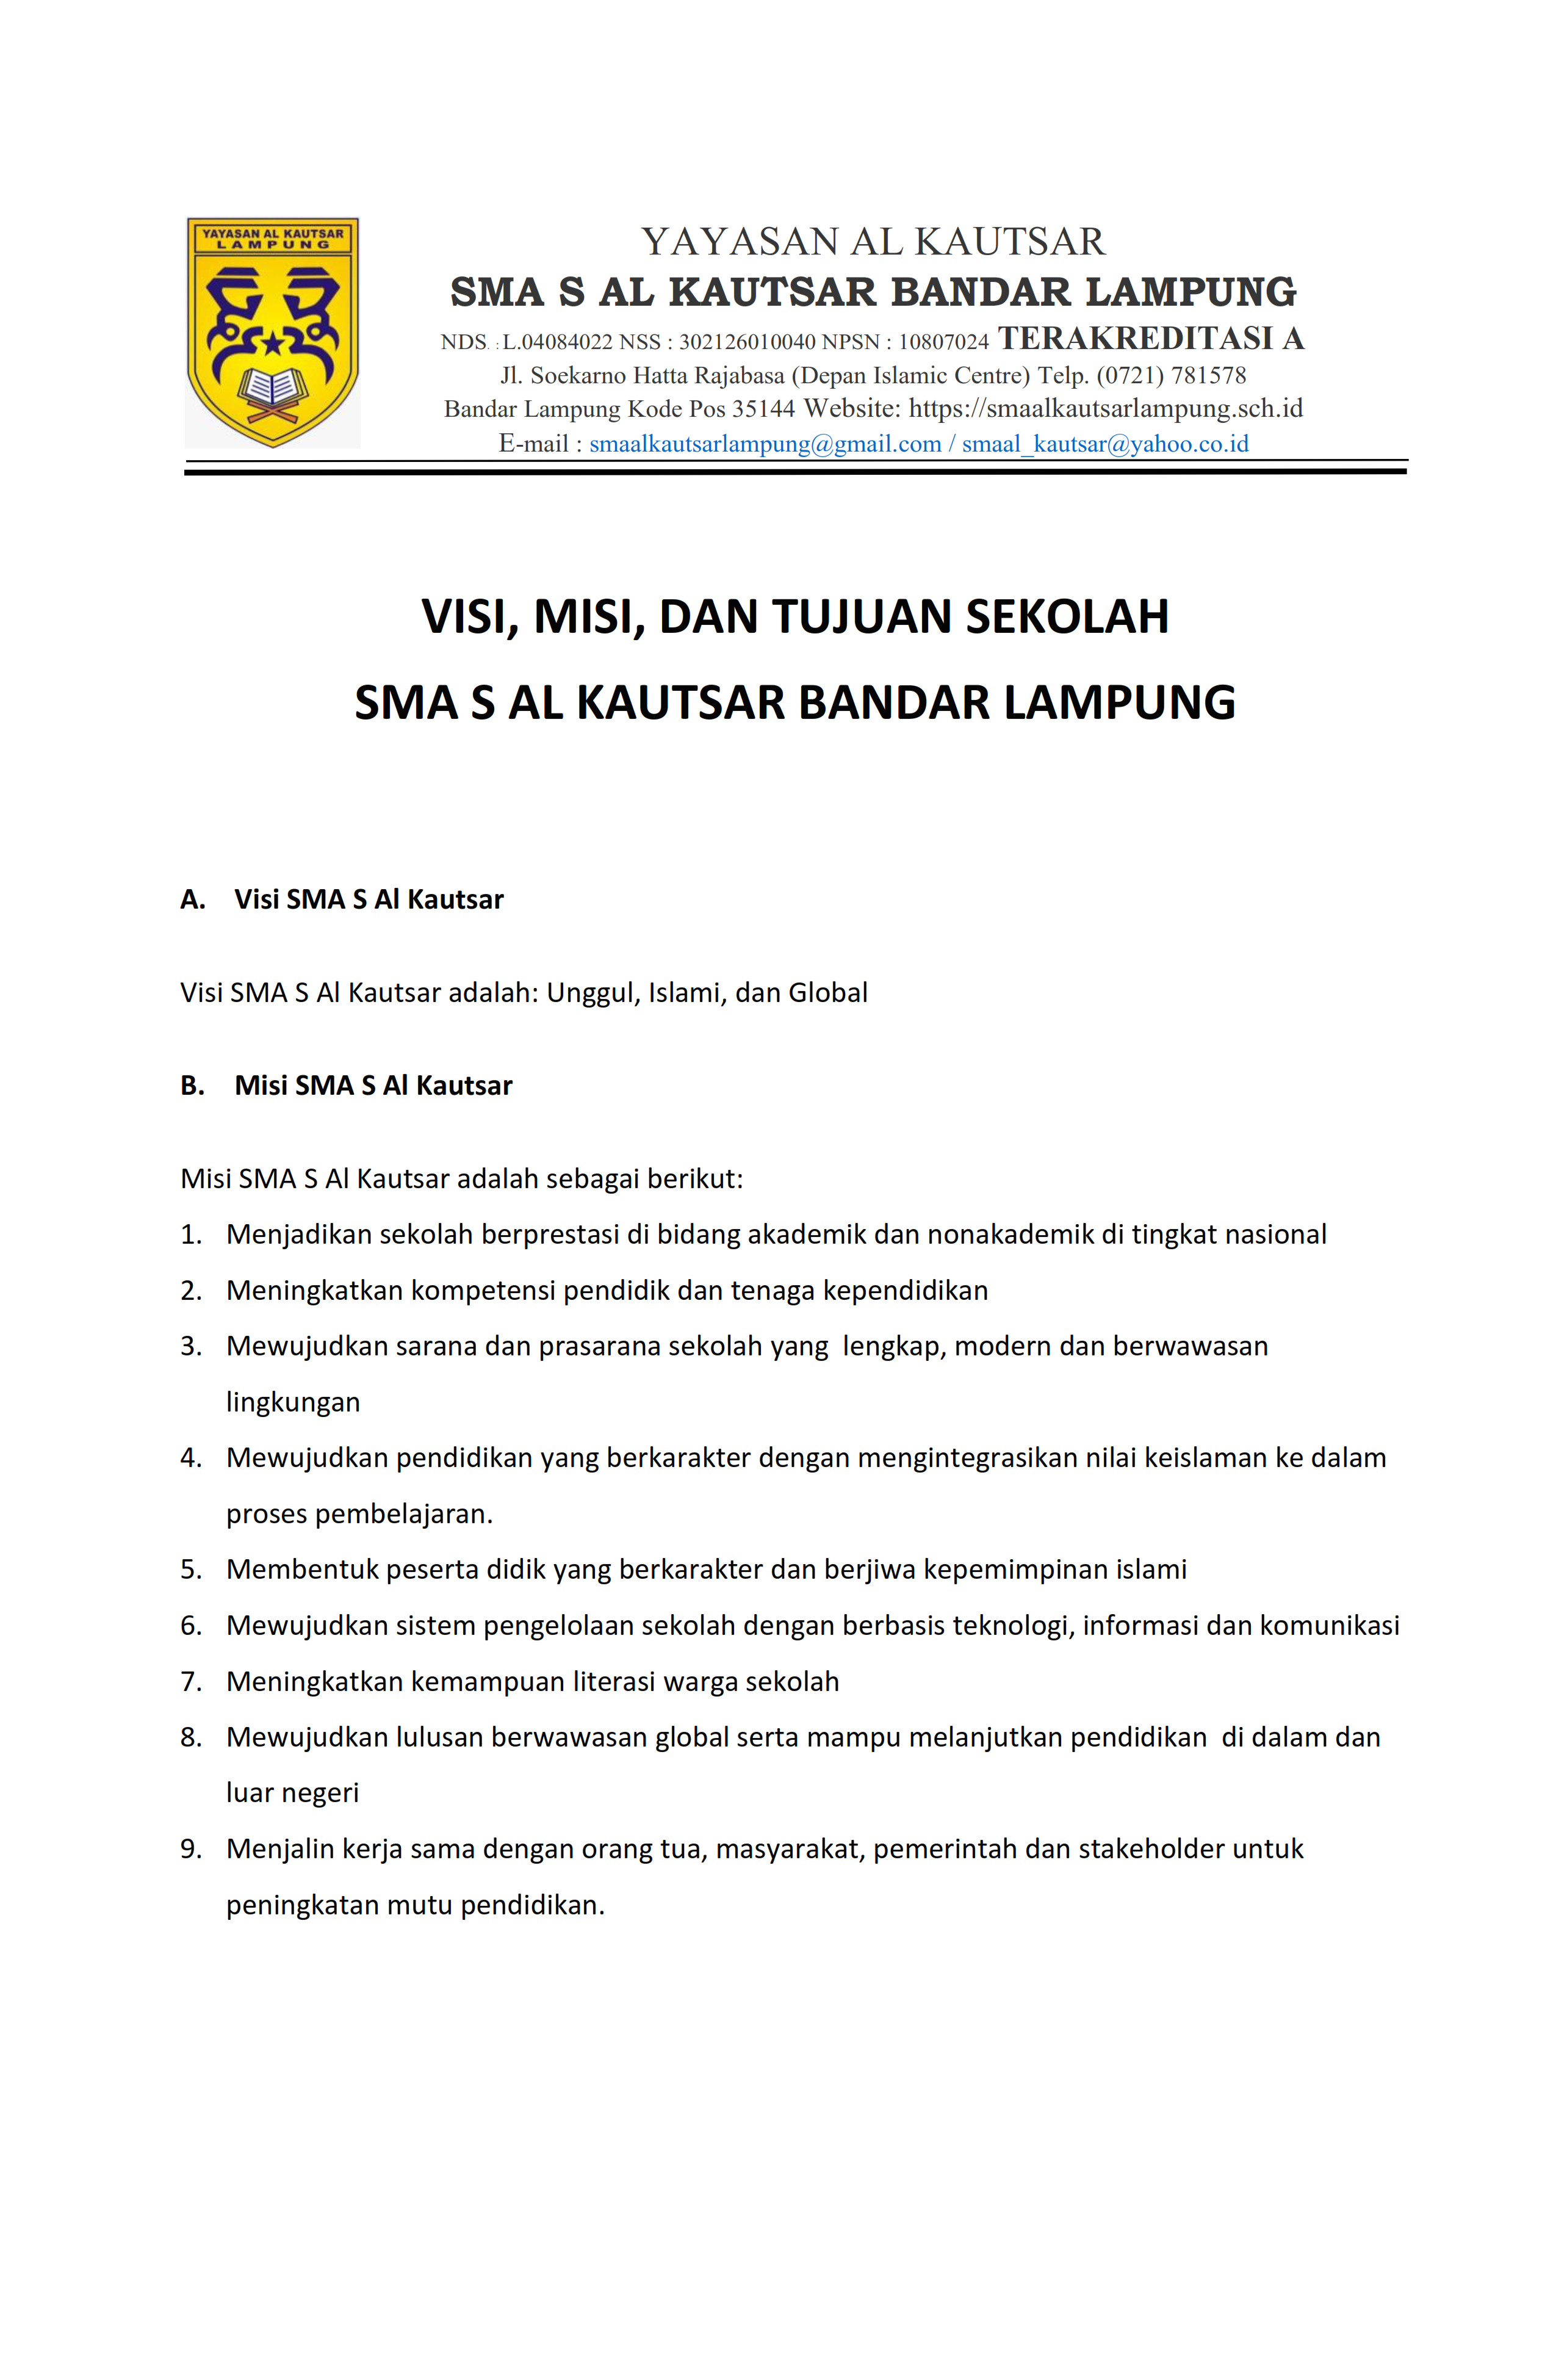 YAYASAN AL KAUTSAR
LAMPUNG
YAYASAN AL KAUTSAR
SMA S AL KAUTSAR BANDAR LAMPUNG
NDS. : L.04084022 NSS : 302126010040 NPSN : 10807024 TERAKREDITASI A
Jl. Soekarno Hatta Rajabasa (Depan Islamic Centre) Telp. (0721) 781578
Bandar Lampung Kode Pos 35144 Website: https://smaalkautsarlampung.sch.id
E-mail : smaalkautsarlampung@gmail.com / smaal_kautsar@yahoo.co.id
VISI, MISI, DAN TUJUAN SEKOLAH
SMA S AL KAUTSAR BANDAR LAMPUNG
A. Visi SMA S Al Kautsar
Visi SMA S Al Kautsar adalah: Unggul, Islami, dan Global
B. Misi SMA S Al Kautsar
Misi SMA S Al Kautsar adalah sebagai berikut:
1. Menjadikan sekolah berprestasi di bidang akademik dan nonakademik di tingkat nasional
2. Meningkatkan kompetensi pendidik dan tenaga kependidikan
3. Mewujudkan sarana dan prasarana sekolah yang lengkap, modern dan berwawasan
lingkungan
4. Mewujudkan pendidikan yang berkarakter dengan mengintegrasikan nilai keislaman ke dalam
proses pembelajaran.
5. Membentuk peserta didik yang berkarakter dan berjiwa kepemimpinan islami
6. Mewujudkan sistem pengelolaan sekolah dengan berbasis teknologi, informasi dan komunikasi
7. Meningkatkan kemampuan literasi warga sekolah
8. Mewujudkan lulusan berwawasan global serta mampu melanjutkan pendidikan di dalam dan
luar negeri
9. Menjalin kerja sama dengan orang tua, masyarakat, pemerintah dan stakeholder untuk
peningkatan mutu pendidikan.